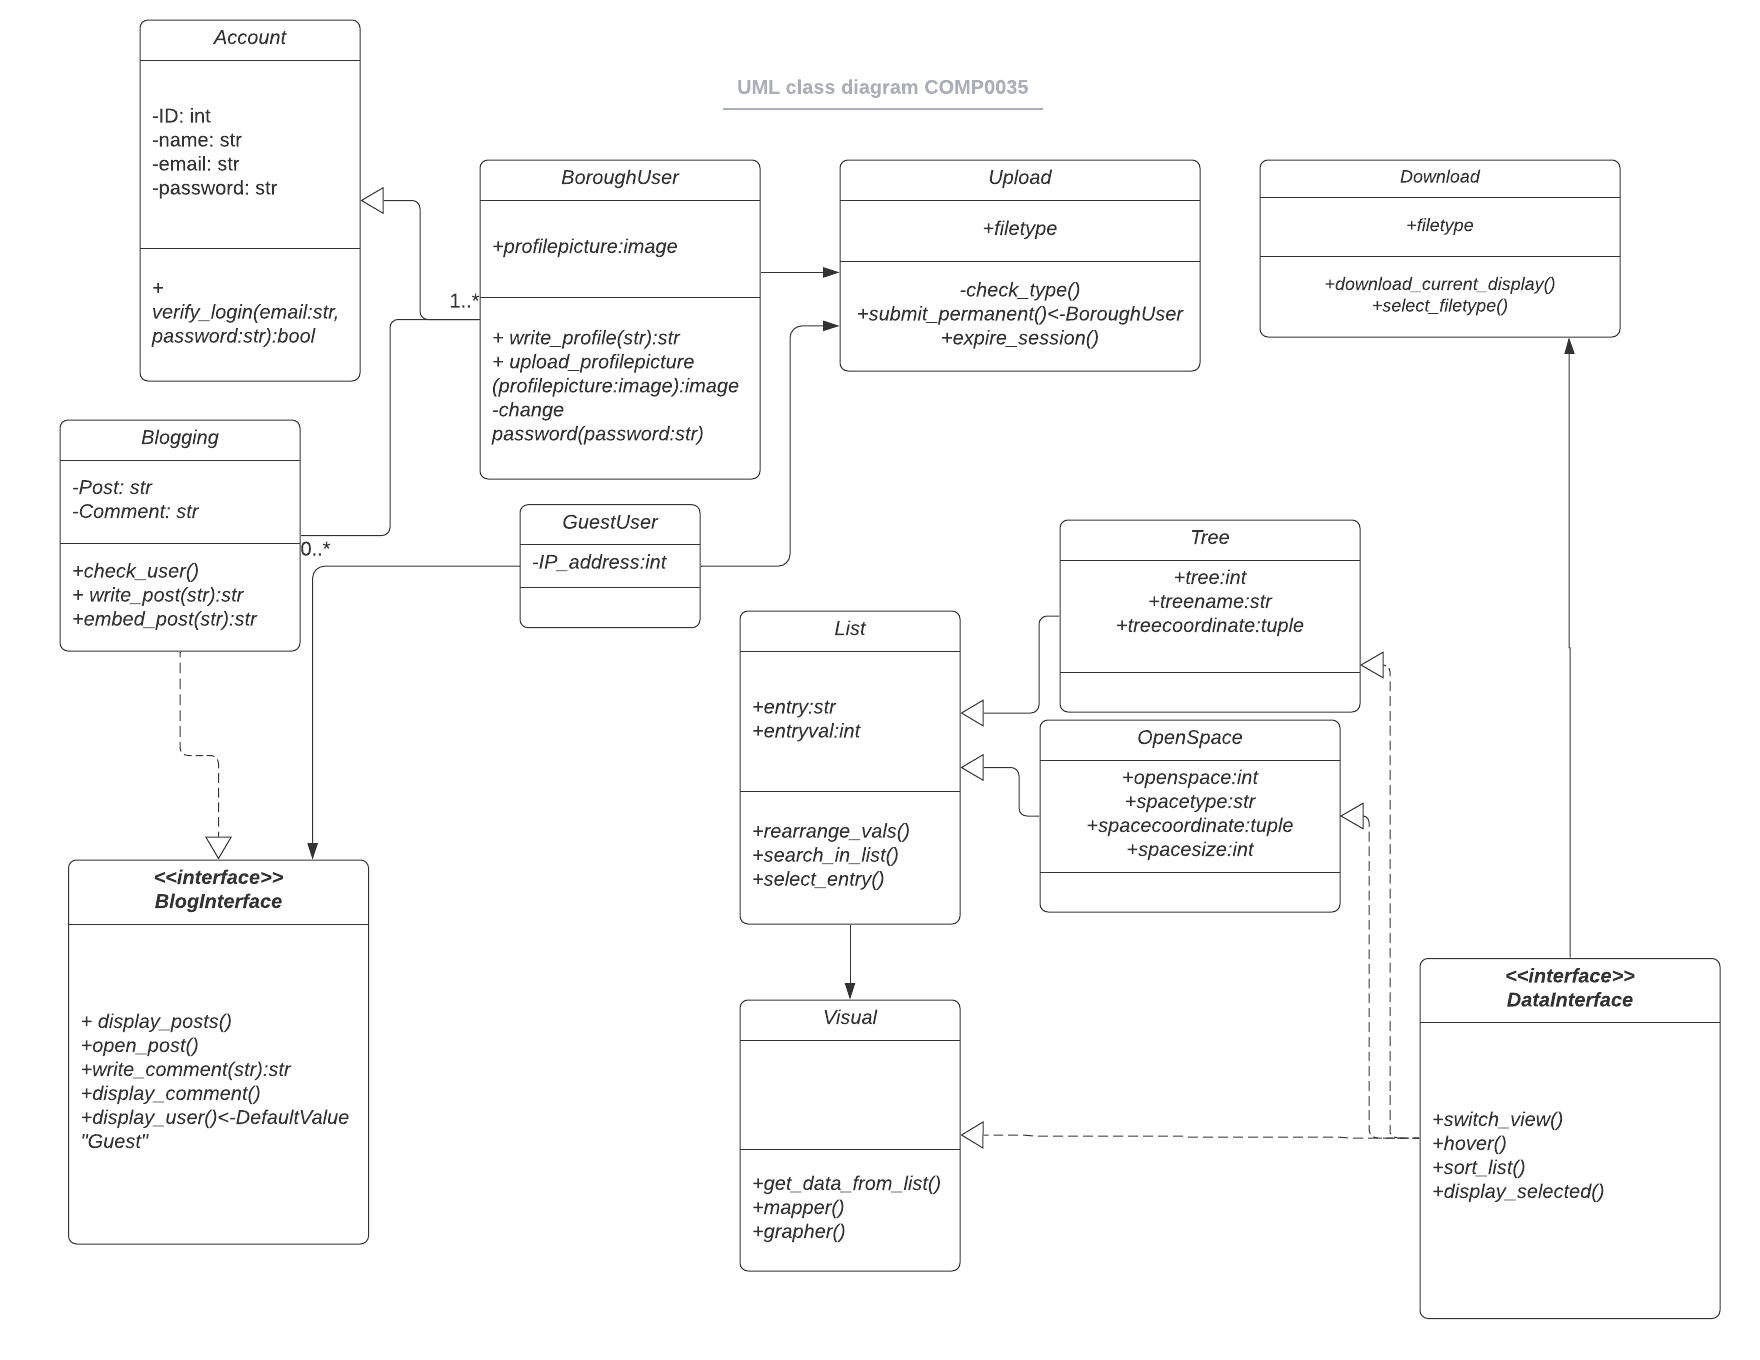 Account
-ID: int
-name: str
-email: str
-password: str
+
verify_login(email:str,
password:str):bool
UML class diagram COMP0035
BoroughUser
+profilepicture:image
1..*
+ write_profile(str):str
+ upload_profilepicture
(profilepicture:image):image
-change
password(password:str)
Upload
+filetype
-check_type()
+submit_permanent()<-BoroughUser
+expire_session()
Download
+filetype
+download_current_display()
+select_filetype()
Blogging
-Post: str
-Comment: str
0..*
+check_user()
+ write_post(str):str
+embed_post(str):str
GuestUser
-IP_address:int
List
+entry:str
+entryval:int
+rearrange_vals()
+search_in_list()
+select_entry()
Tree
+tree:int
+treename:str
+treecoordinate:tuple
OpenSpace
+openspace:int
+spacetype:str
+spacecoordinate:tuple
+spacesize:int
<<interface>>
BlogInterface
+ display_posts()
+open_post()
+write_comment(str):str
+display_comment()
+display_user()<-DefaultValue
"Guest"
Visual
+get_data_from_list()
+mapper()
+grapher()
<<interface>>
DataInterface
+switch_view()
+hover()
+sort_list()
+display_selected()